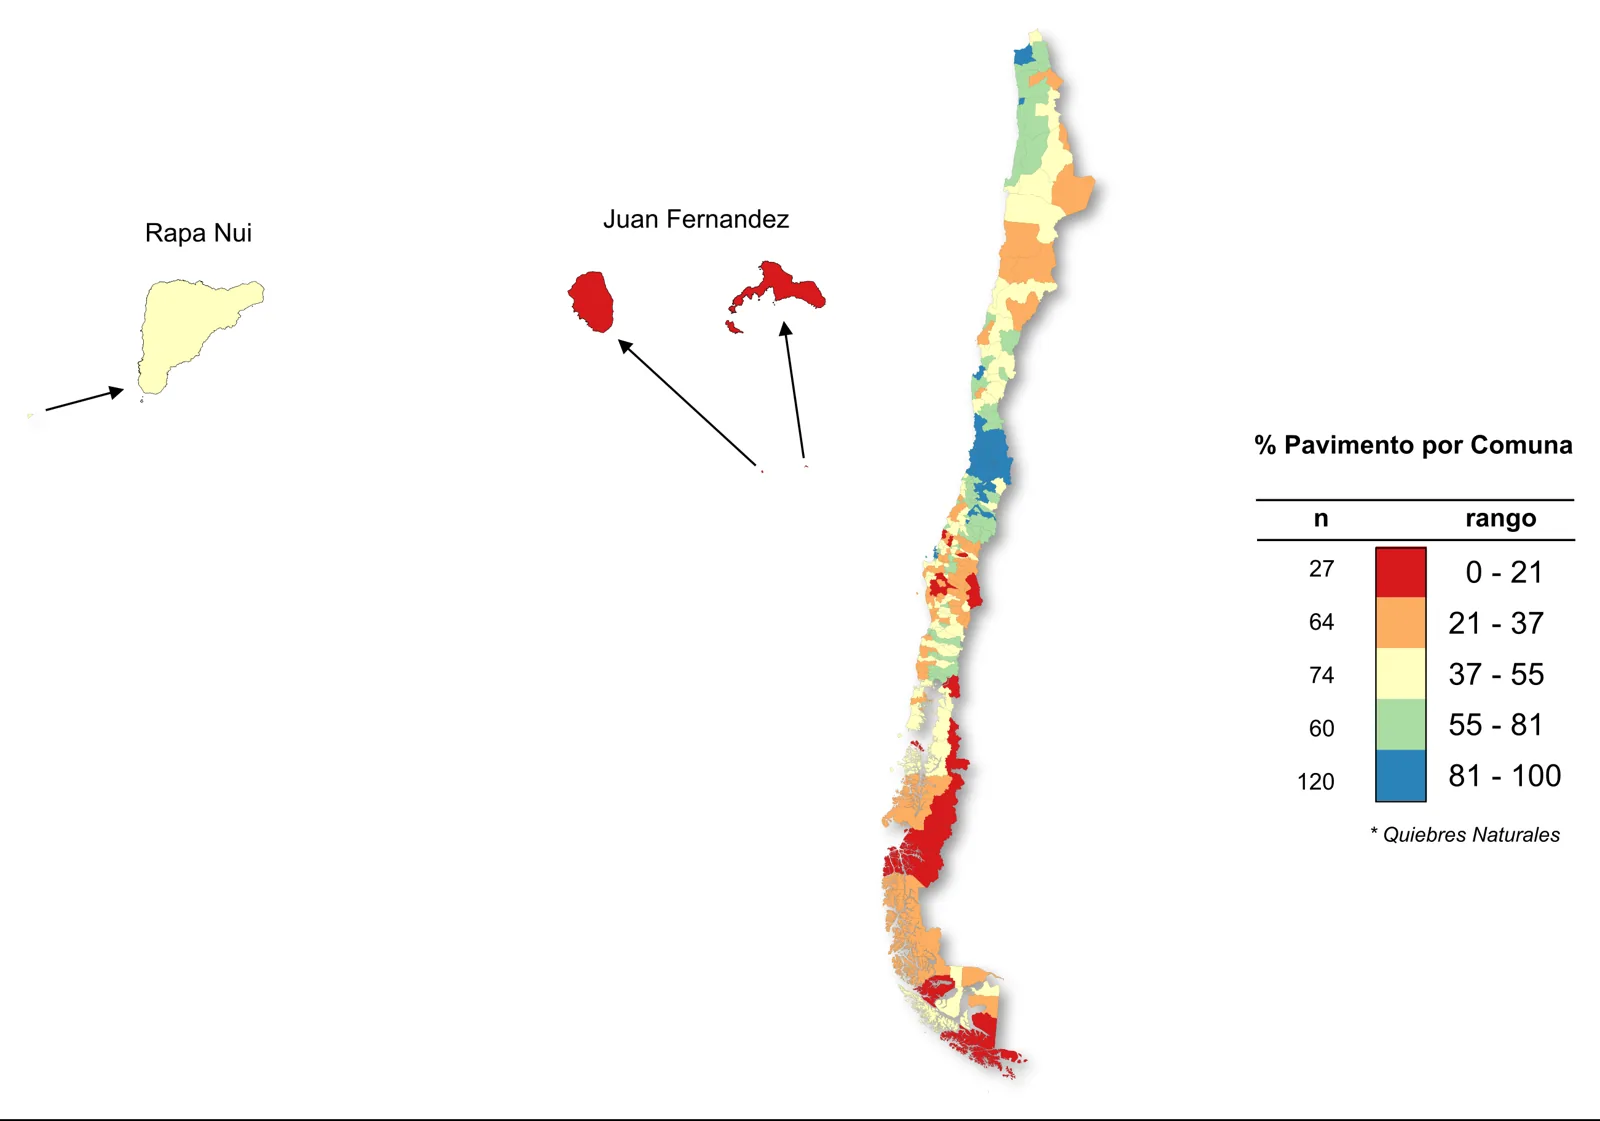 Rapa Nui
Juan Fernandez
% Pavimento por Comuna
n rango
27 0 - 21
64 21 - 37
74 37 - 55
60 55 - 81
120 81 - 100
* Quiebres Naturales